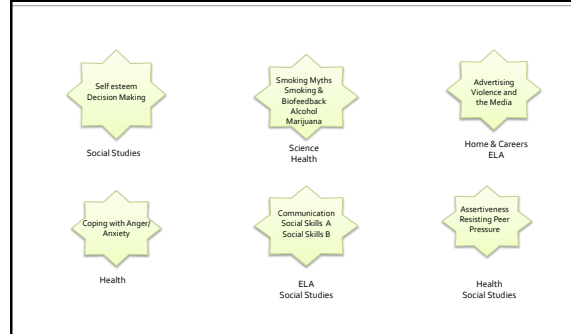 Self esteem
Decision Making
Social Studies
Smoking Myths
Smoking &
Biofeedback
Alcohol
Marijuana
Science
Health
Advertising
Violence and
the Media
Home & Careers
ELA
Coping with Anger/
Anxiety
Health
Communication
Social Skills A
Social Skills B
ELA
Social Studies
Assertiveness
Resisting Peer
Pressure
Health
Social Studies